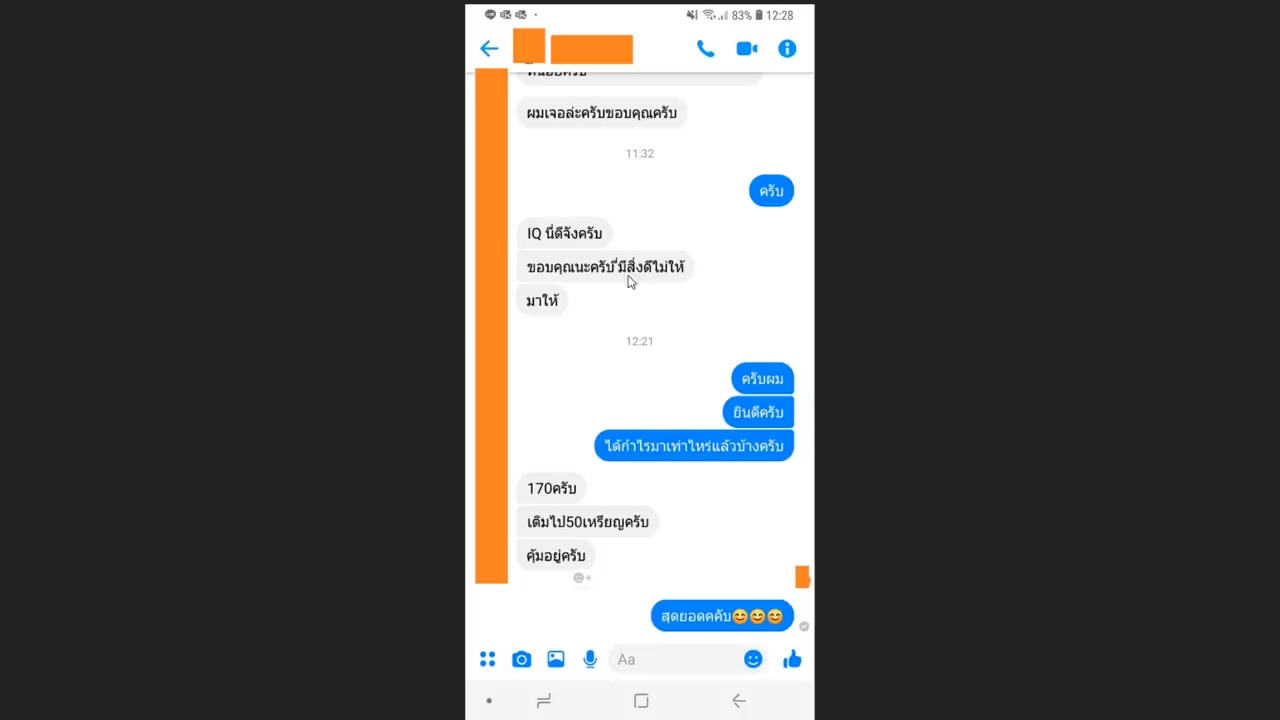 83% 12:28
ผมเจอล่ะครับขอบคุณครับ
11:32
ครับ
IQ นี่ดีจังครับ
ขอบคุณนะครับ ี่มีสิ่งดีไม่ให้
มาให้
12:21
ครับผม
ยินดีครับ
ได้กำไรมาเท่าไหร่แล้วบ้างครับ
170ครับ
เติมไป50เหรียญครับ
คุ้มอยู่ครับ
สุดยอดคคับ😊😊😊
Aa